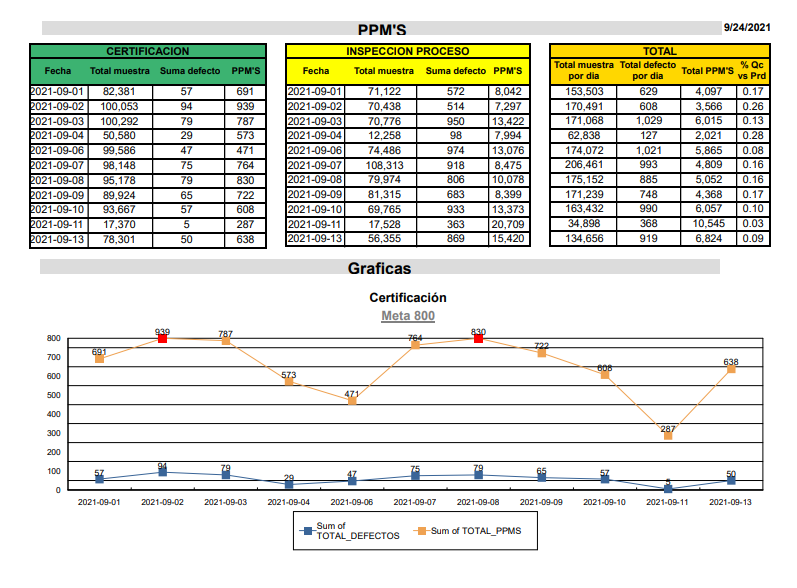 PPM'S
9/24/2021
CERTIFICACION
Fecha Total muestra Suma defecto PPM'S
2021-09-01 82,381 57 691
2021-09-02 100,053 94 939
2021-09-03 100,292 79 787
2021-09-04 50,580 29 573
2021-09-06 99,586 47 471
2021-09-07 98,148 75 764
2021-09-08 95,178 79 830
2021-09-09 89,924 65 722
2021-09-10 93,667 57 608
2021-09-11 17,370 5 287
2021-09-13 78,301 50 638
INSPECCION PROCESO
Fecha Total muestra Suma defecto PPM'S
2021-09-01 71,122 572 8,042
2021-09-02 70,438 514 7,297
2021-09-03 70,776 950 13,422
2021-09-04 12,258 98 7,994
2021-09-06 74,486 974 13,076
2021-09-07 108,313 918 8,475
2021-09-08 79,974 806 10,078
2021-09-09 81,315 683 8,399
2021-09-10 69,765 933 13,373
2021-09-11 17,528 363 20,709
2021-09-13 56,355 869 15,420
TOTAL
Total muestra Total defecto % Qc
por dia por dia Total PPM'S vs Prd
153,503 629 4,097 0.17
170,491 608 3,566 0.26
171,068 1,029 6,015 0.13
62,838 127 2,021 0.28
174,072 1,021 5,865 0.08
206,461 993 4,809 0.16
175,152 885 5,052 0.16
171,239 748 4,368 0.17
163,432 990 6,057 0.10
34,898 368 10,545 0.03
134,656 919 6,824 0.09
Graficas
Certificación
Meta 800
800
700
600
500
400
300
200
100
0
691 939 787 573 471 764 830 722 608 287 638
57 94 79 29 47 75 79 65 57 5 50
2021-09-01 2021-09-02 2021-09-03 2021-09-04 2021-09-06 2021-09-07 2021-09-08 2021-09-09 2021-09-10 2021-09-11 2021-09-13
Sum of
TOTAL_DEFECTOS
Sum of TOTAL_PPMS